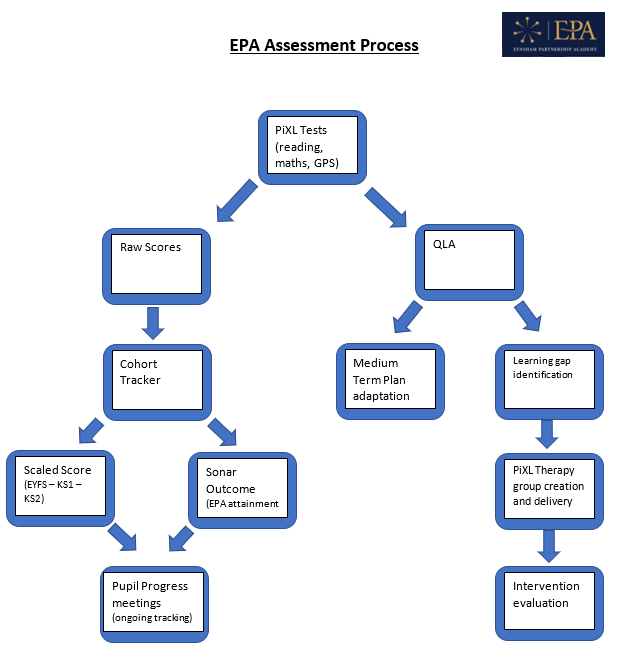 EPA Assessment Process
EPA
EYNSHAM PARTNERSHIP ACADEMY
PiXL Tests
(reading,
maths, GPS)
Raw Scores
QLA
Cohort
Tracker
Medium
Term Plan
adaptation
Learning gap
identification
Scaled Score
(EYFS – KS1 –
KS2)
Sonar
Outcome
(EPA attainment
PiXL Therapy
group creation
and delivery
Pupil Progress
meetings
(ongoing tracking)
Intervention
evaluation